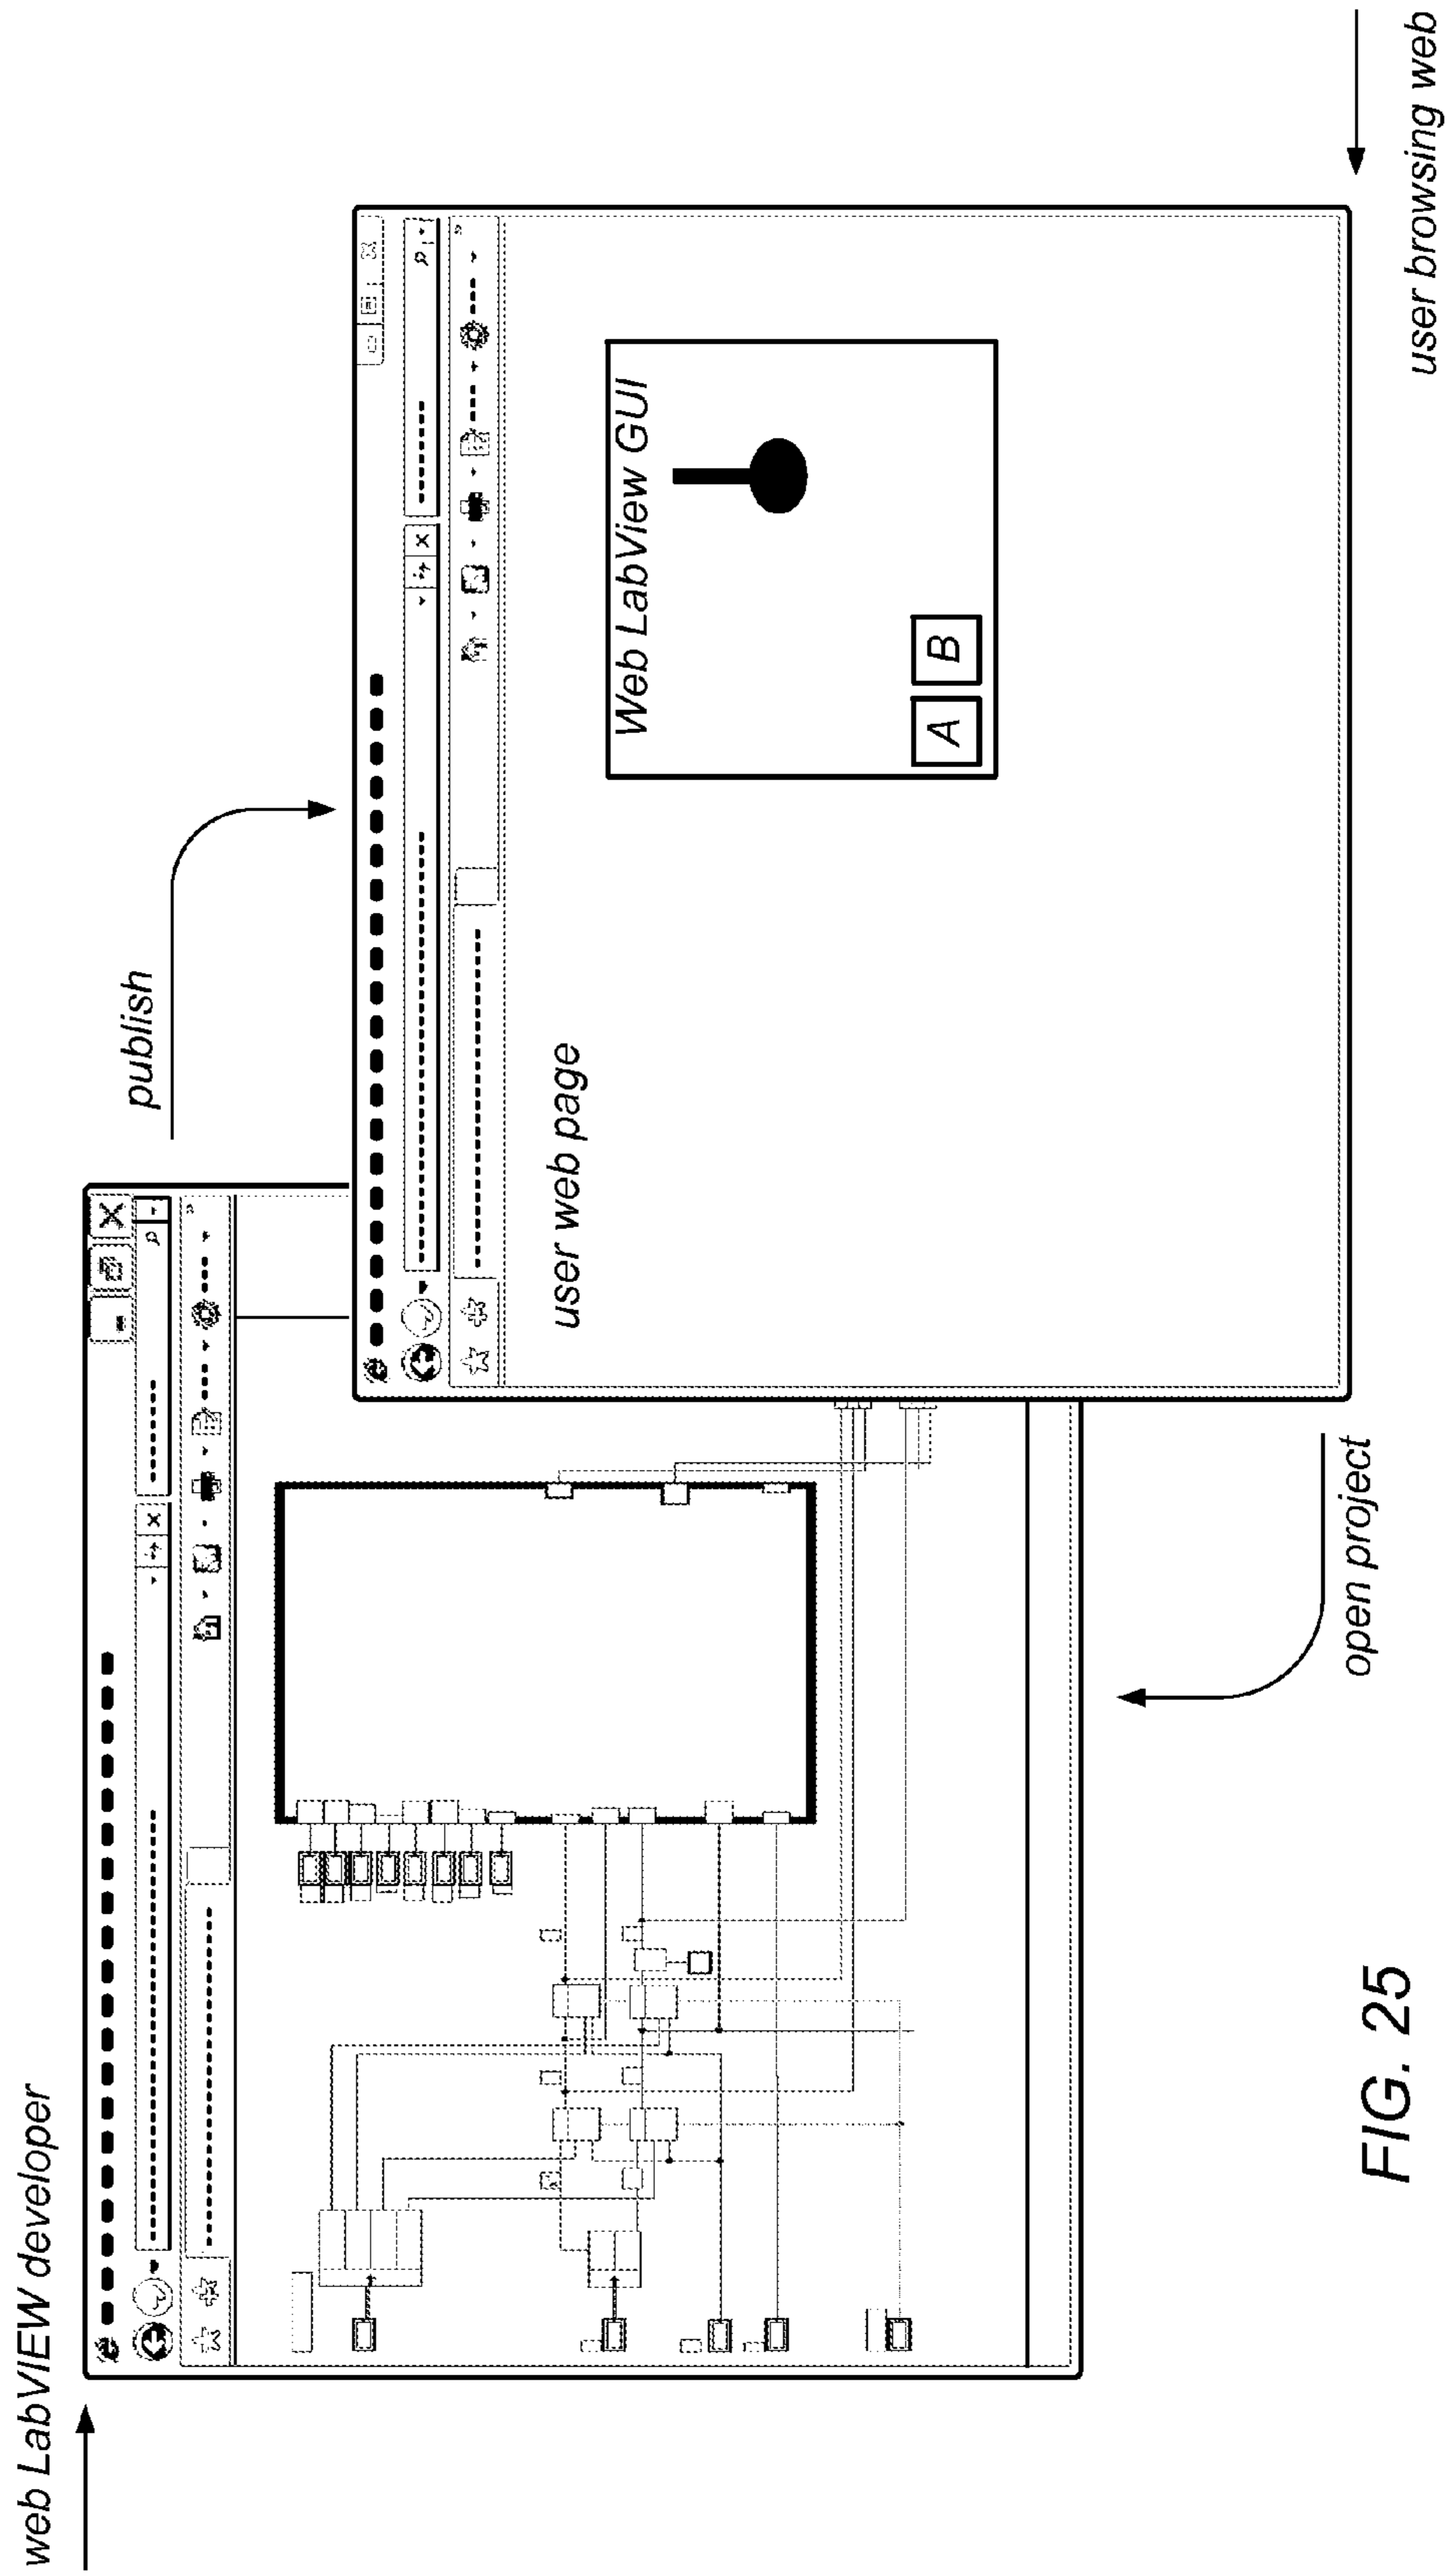 web LabVIEW developer
publish
user web page
Web LabView GUI
A B
open project
user browsing web
FIG. 25